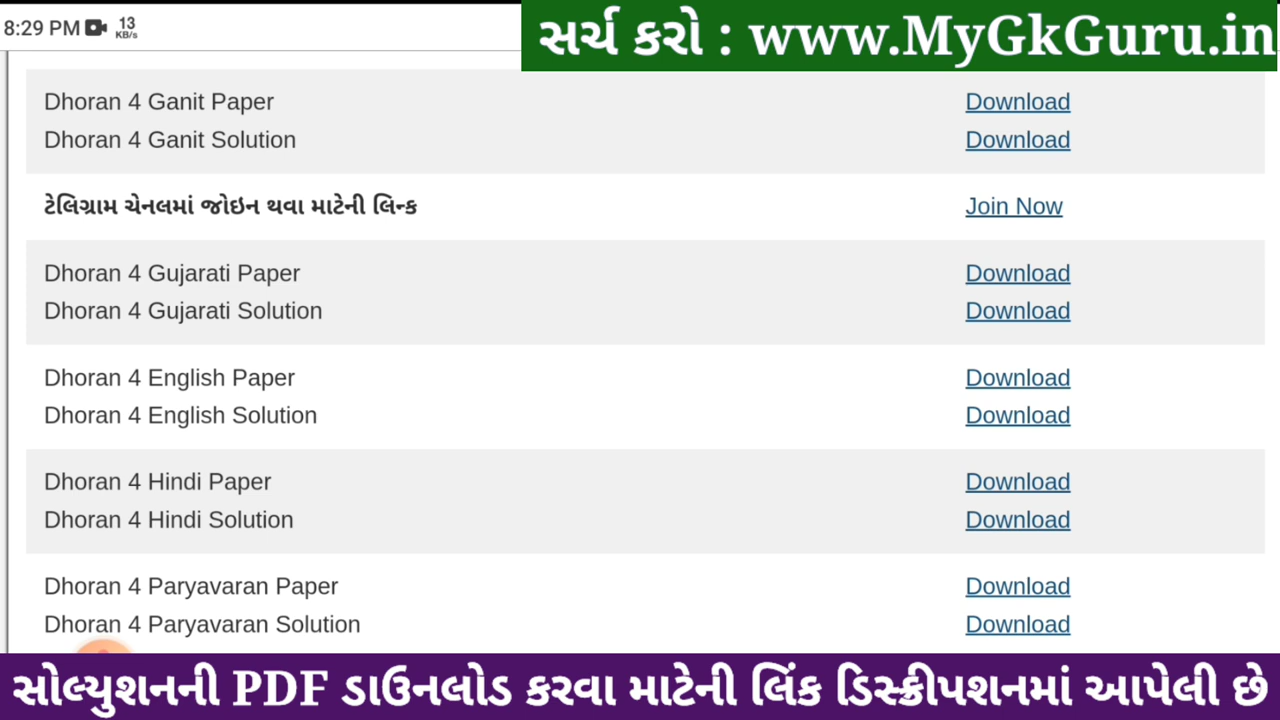 8:29 PM 13 KB/s
સર્ચ કરો : www.MyGkGuru.in
Dhoran 4 Ganit Paper Download
Dhoran 4 Ganit Solution Download
ટેલિગ્રામ ચેનલમાં જોઇન થવા માટેની લિન્ક Join Now
Dhoran 4 Gujarati Paper Download
Dhoran 4 Gujarati Solution Download
Dhoran 4 English Paper Download
Dhoran 4 English Solution Download
Dhoran 4 Hindi Paper Download
Dhoran 4 Hindi Solution Download
Dhoran 4 Paryavaran Paper Download
Dhoran 4 Paryavaran Solution Download
સોલ્યુશનની PDF ડાઉનલોડ કરવા માટેની લિંક ડિસ્ક્રીપશનમાં આપેલી છે